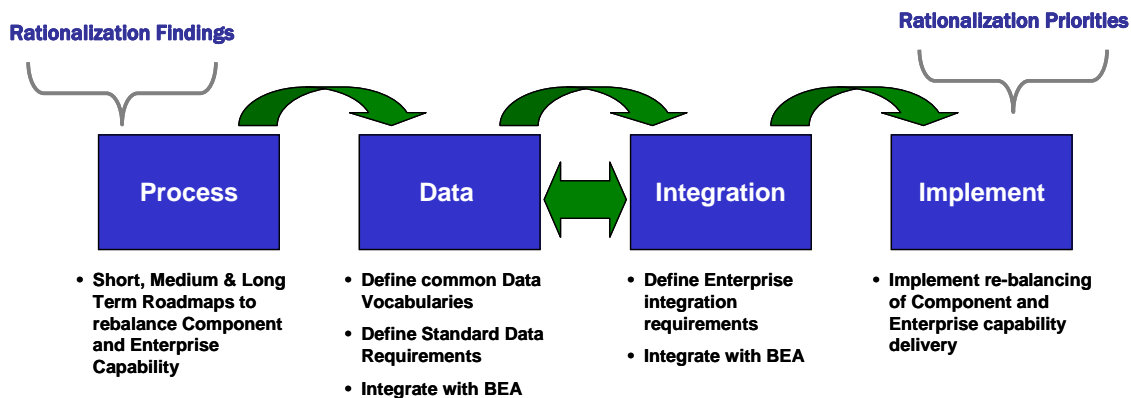 Rationalization Findings
Rationalization Priorities
Process
Data
Integration
Implement
• Short, Medium & Long
Term Roadmaps to
rebalance Component
and Enterprise
Capability
• Define common Data
Vocabularies
• Define Standard Data
Requirements
• Integrate with BEA
• Define Enterprise
integration
requirements
• Integrate with BEA
• Implement re-balancing
of Component and
Enterprise capability
delivery